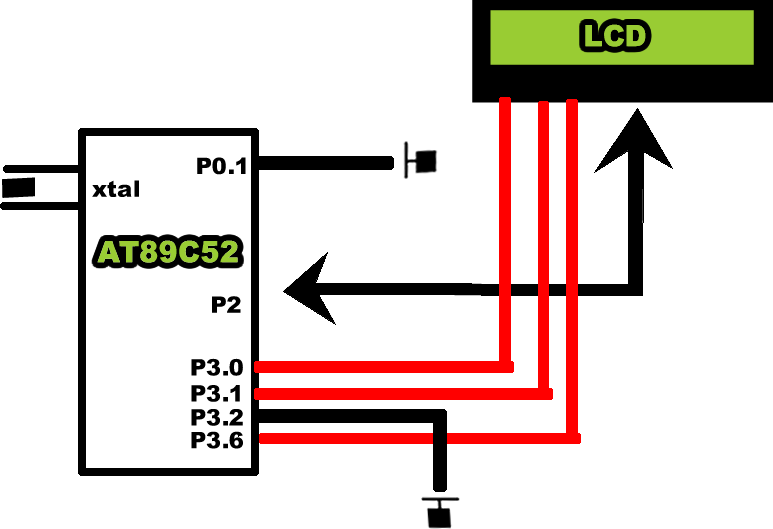 LCD
P0.1
xtal
AT89C52
P2
P3.0
P3.1
P3.2
P3.6